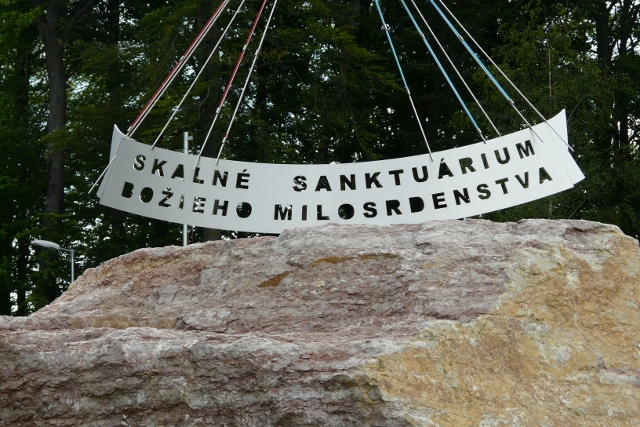 SKALNÉ SANKTUÁRIUM
BOŽIEHO MILOSRDENSTVA